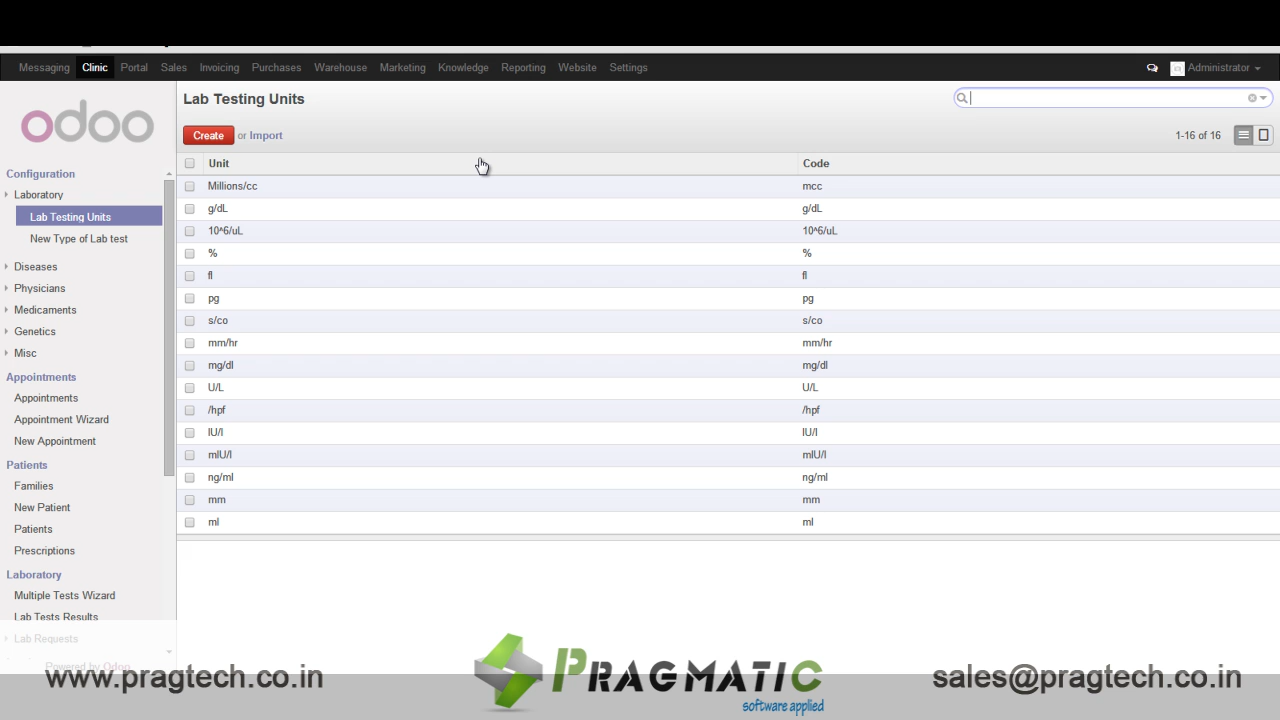 Messaging Clinic Portal Sales Invoicing Purchases Warehouse Marketing Knowledge Reporting Website Settings Administrator
odoo
Configuration
Laboratory
Lab Testing Units
New Type of Lab test
Diseases
Physicians
Medicaments
Genetics
Misc
Appointments
Appointments
Appointment Wizard
New Appointment
Patients
Families
New Patient
Patients
Prescriptions
Laboratory
Multiple Tests Wizard
Lab Tests Results
Lab Requests
Powered by Odoo
Lab Testing Units
Create or Import
1-16 of 16
Unit Code
Millions/cc mcc
g/dL g/dL
10^6/uL 10^6/uL
% %
fl fl
pg pg
s/co s/co
mm/hr mm/hr
mg/dl mg/dl
U/L U/L
/hpf /hpf
IU/l IU/l
mIU/l mIU/l
ng/ml ng/ml
mm mm
ml ml
www.pragtech.co.in
PRAGMATIC
software applied
sales@pragtech.co.in